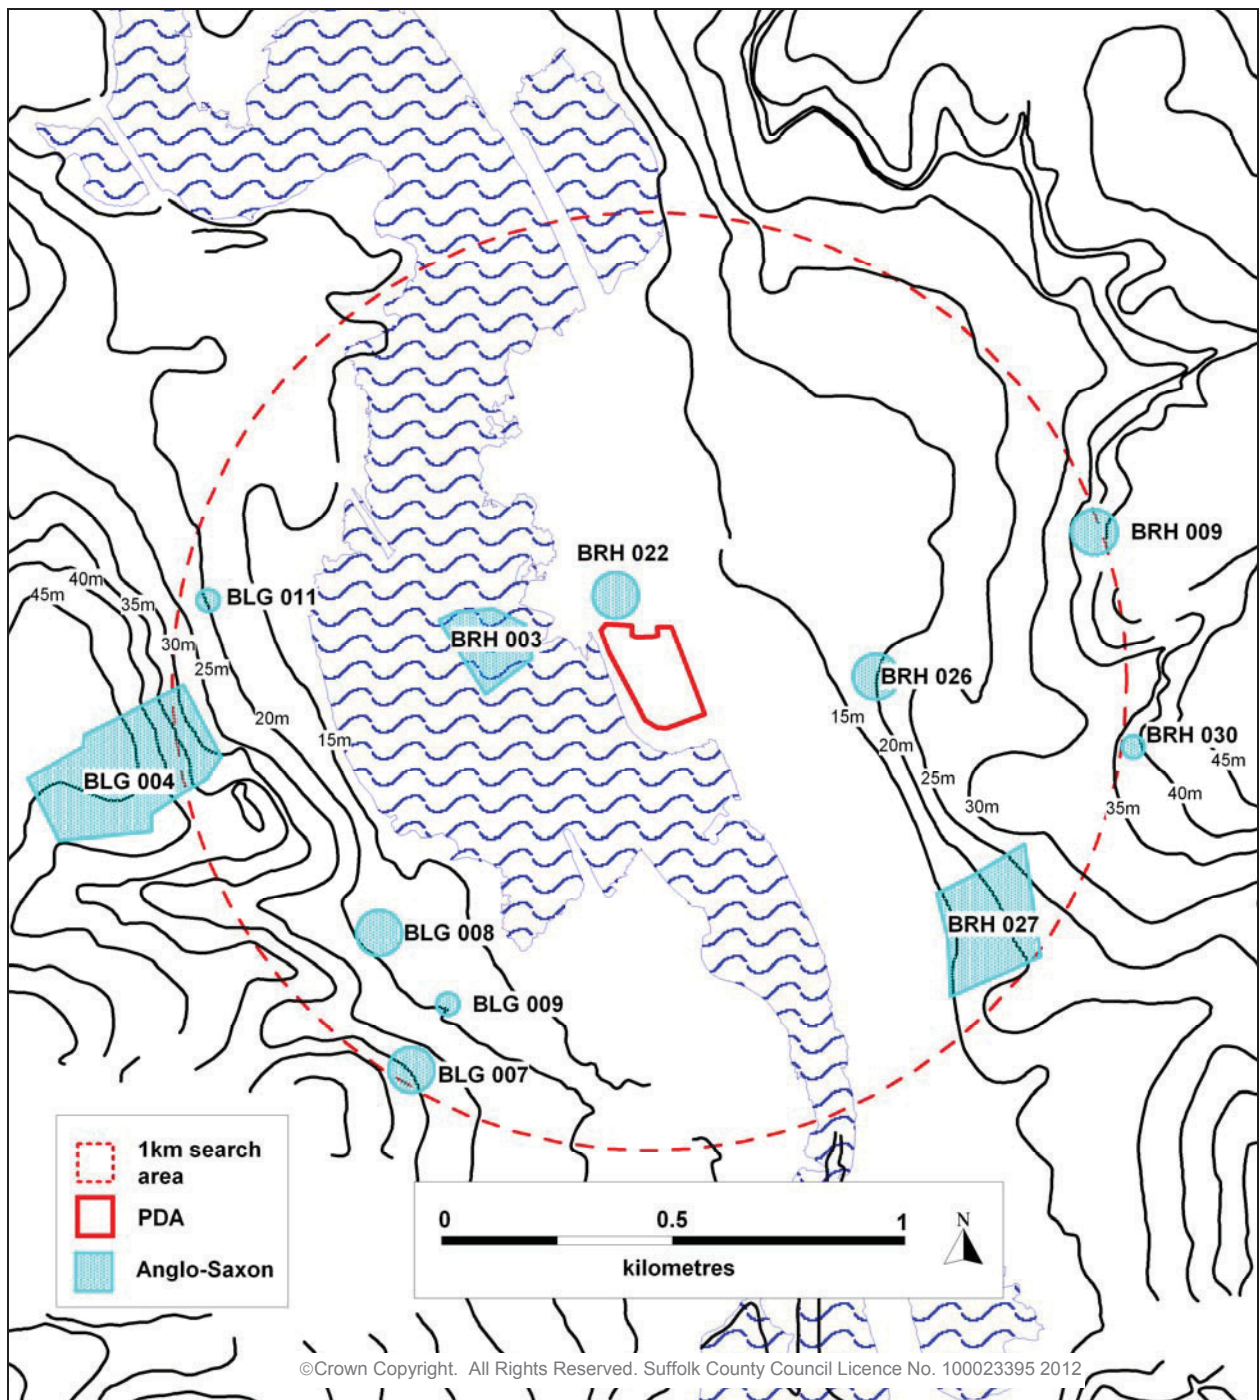 BRH 022
BRH 009
BLG 011
BRH 003
BRH 026
45m
40m
35m
30m
25m
20m
15m
BLG 004
15m
20m
25m
30m
35m
40m
45m
BRH 030
BRH 027
BLG 008
BLG 009
BLG 007
1km search
area
PDA
Anglo-Saxon
0 0.5 1
kilometres
N
©Crown Copyright. All Rights Reserved. Suffolk County Council Licence No. 100023395 2012